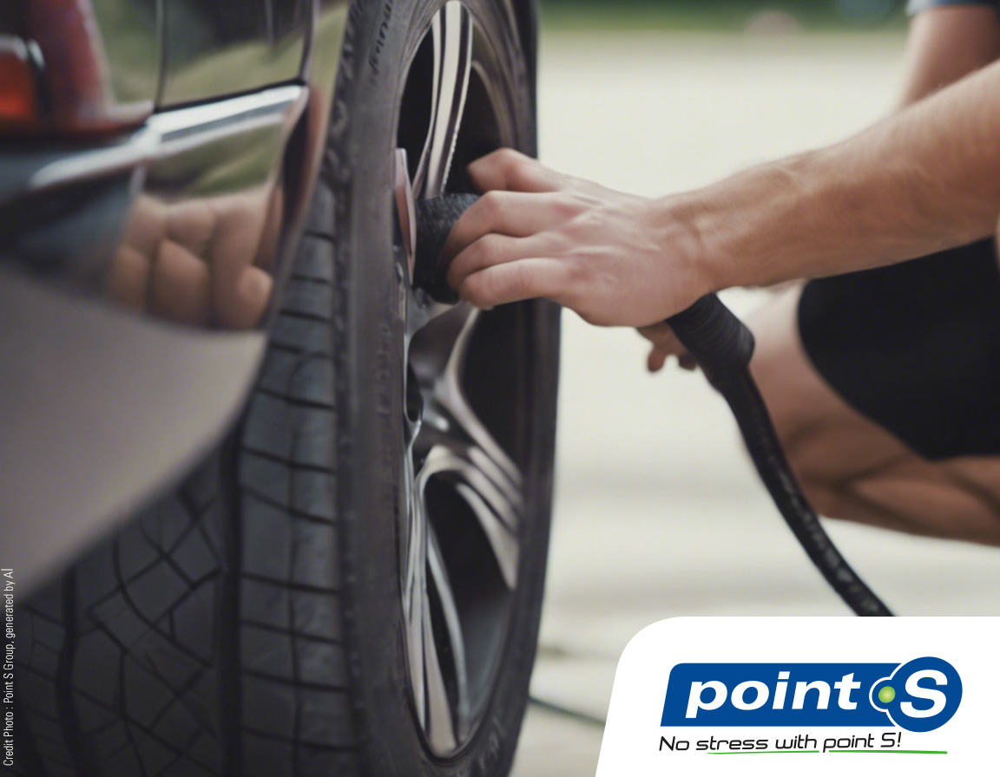 Credit Photo : Point S Group, generated by AI
point S
No stress with point S!